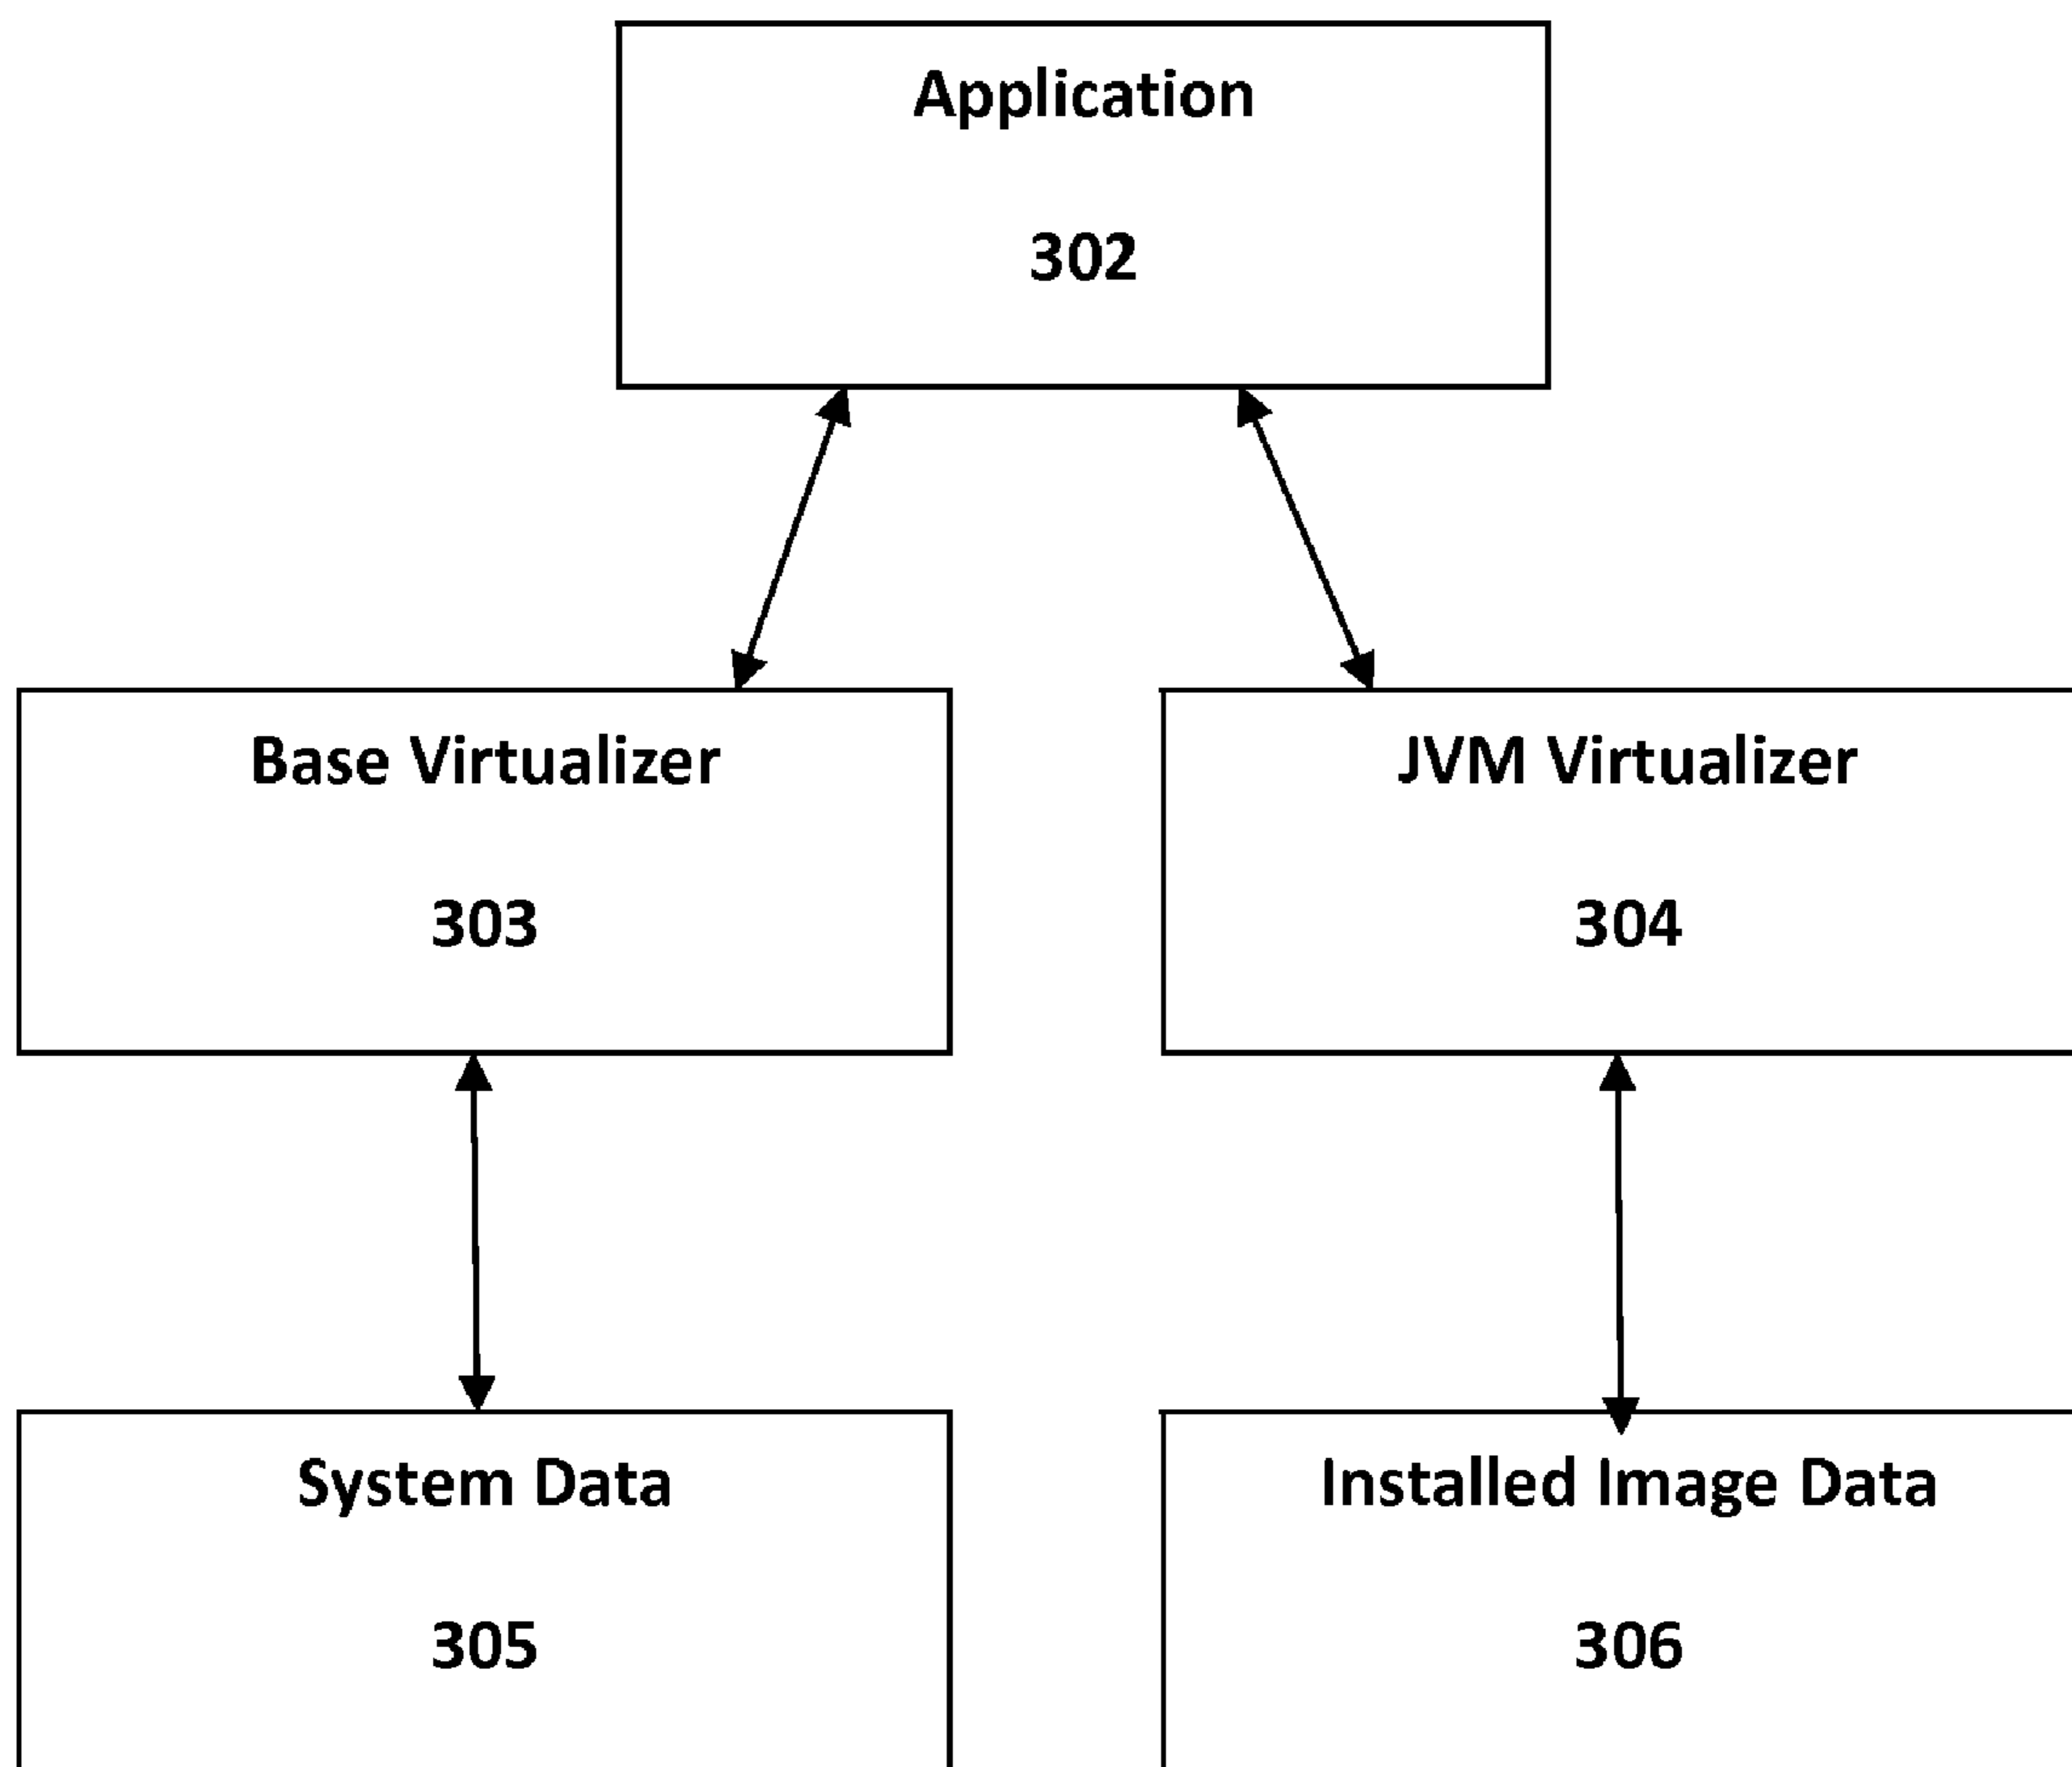 Application
302
Base Virtualizer
303
JVM Virtualizer
304
System Data
305
Installed Image Data
306